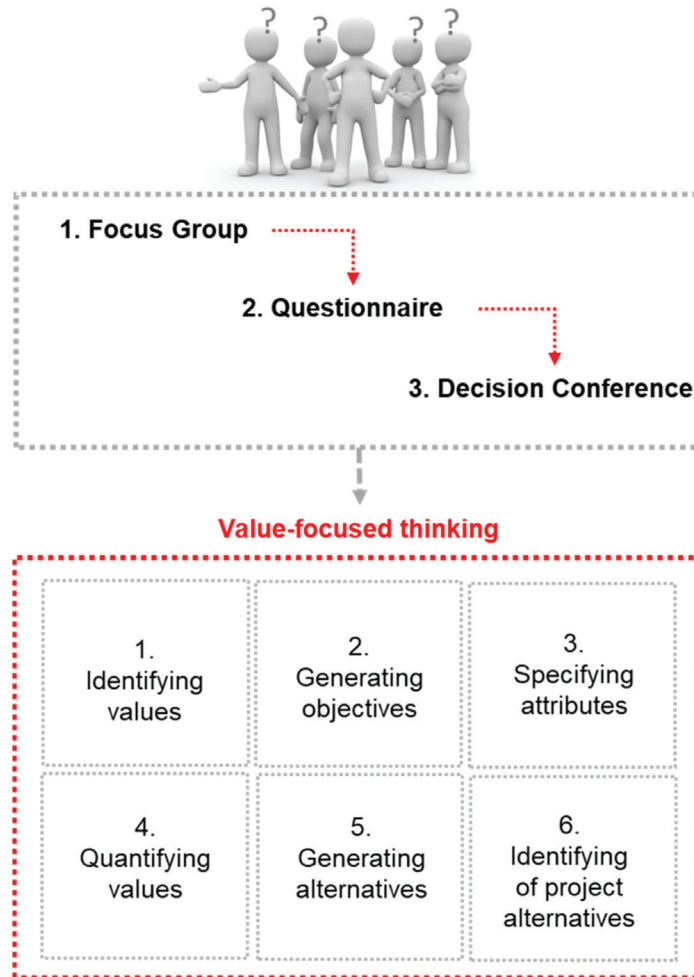 ? ? ? ?
1. Focus Group
2. Questionnaire
3. Decision Conference
Value-focused thinking
1.
Identifying
values
2.
Generating
objectives
3.
Specifying
attributes
4.
Quantifying
values
5.
Generating
alternatives
6.
Identifying
of project
alternatives